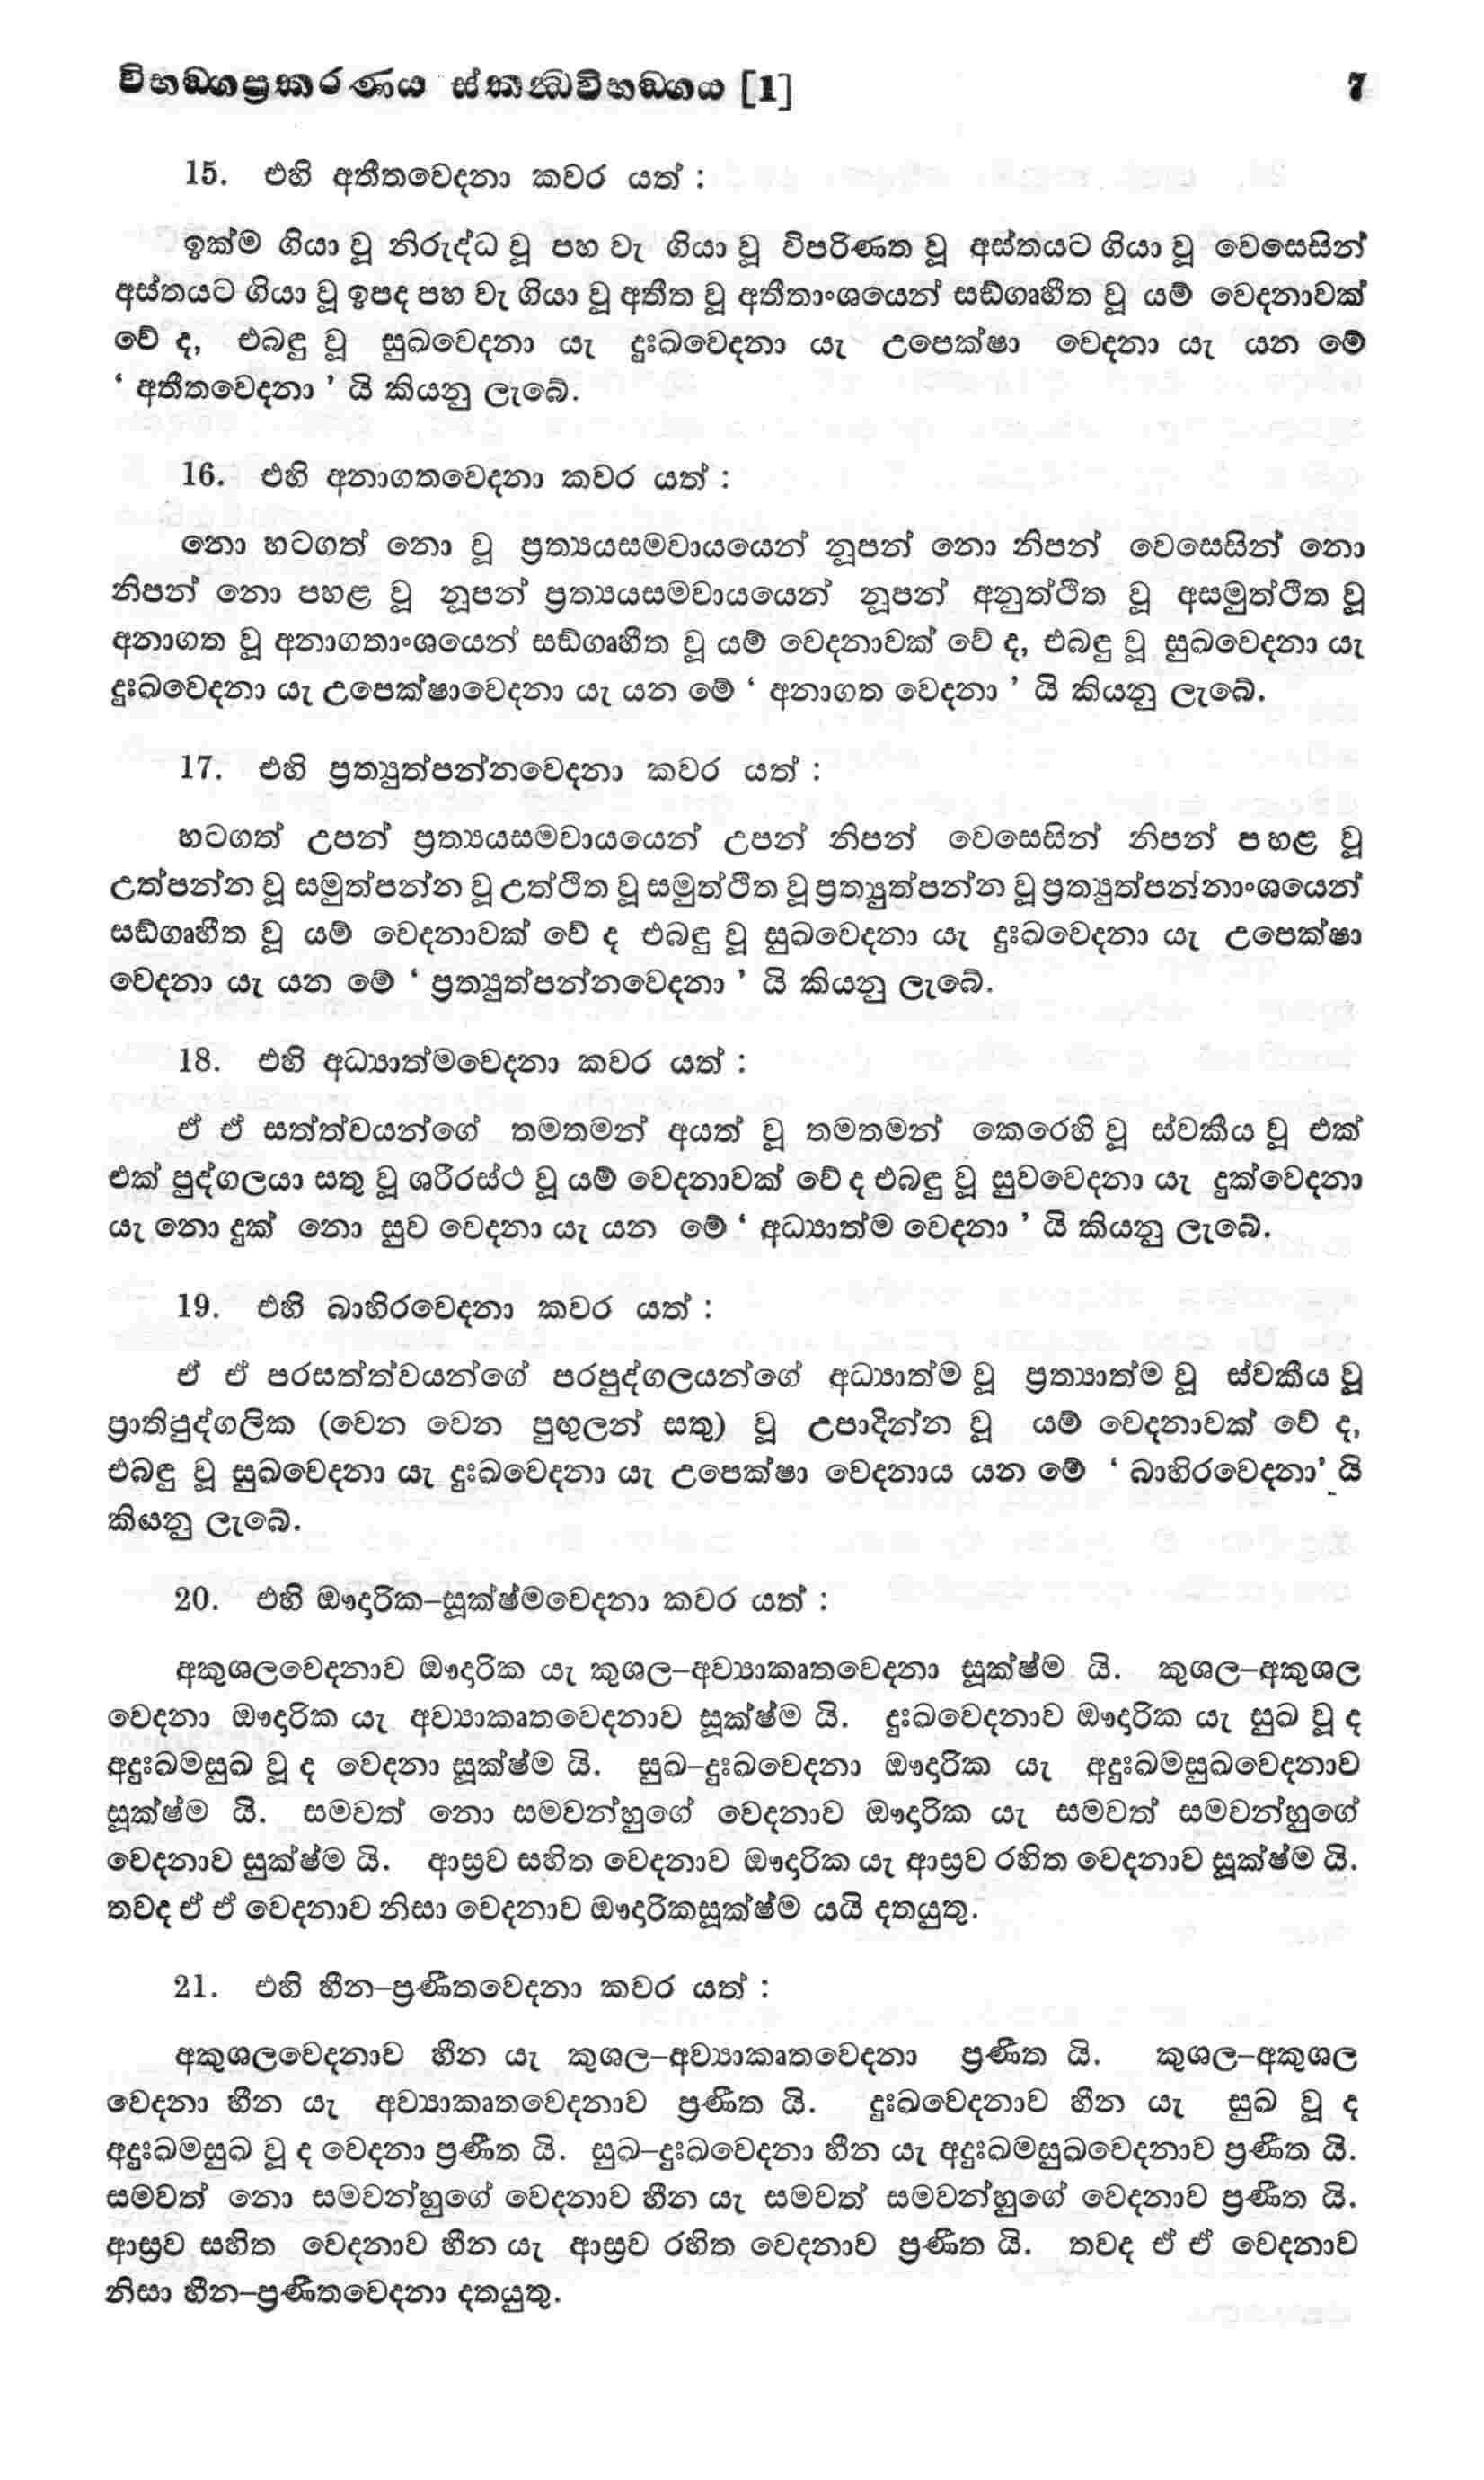 විභඞ්ගප්‍රකරණය ස්කන්‍ධවිභඞ්ගය [1] 7
15. එහි අතීතවෙදනා කවර යත් :
ඉක්ම ගියා වූ නිරුද්ධ වූ පහ වැ ගියා වූ විපරිණත වූ අස්තයට ගියා වූ වෙසෙසින්
අස්තයට ගියා වූ ඉපද පහ වැ ගියා වූ අතීත වූ අතීතාංශයෙන් සඞ්ගෘහීත වූ යම් වෙදනාවක්
වේ ද, එබඳු වූ සුඛවෙදනා යැ දුඃඛවෙදනා යැ උපෙක්ෂා වෙදනා යැ යන මේ
‘ අතීතවෙදනා ’ යි කියනු ලැබේ.
16. එහි අනාගතවෙදනා කවර යත් :
නො හටගත් නො වූ ප්‍රත්‍යයසමවායයෙන් නූපන් නො නිපන් වෙසෙසින් නො
නිපන් නො පහළ වූ නූපන් ප්‍රත්‍යයසමවායයෙන් නූපන් අනුත්ථිත වූ අසමුත්ථිත වූ
අනාගත වූ අනාගතාංශයෙන් සඞ්ගෘහීත වූ යම් වෙදනාවක් වේ ද, එබඳු වූ සුඛවෙදනා යැ
දුඃඛවෙදනා යැ උපෙක්ෂාවෙදනා යැ යන මේ ‘ අනාගත වෙදනා ’ යි කියනු ලැබේ.
17. එහි ප්‍රත්‍යුත්පන්නවෙදනා කවර යත් :
හටගත් උපන් ප්‍රත්‍යයසමවායයෙන් උපන් නිපන් වෙසෙසින් නිපන් පහළ වූ
උත්පන්න වූ සමුත්පන්න වූ උත්ථිත වූ සමුත්ථිත වූ ප්‍රත්‍යුත්පන්න වූ ප්‍රත්‍යුත්පන්නාංශයෙන්
සඞ්ගෘහීත වූ යම් වෙදනාවක් වේ ද එබඳු වූ සුඛවෙදනා යැ දුඃඛවෙදනා යැ උපෙක්ෂා
වෙදනා යැ යන මේ ‘ ප්‍රත්‍යුත්පන්නවෙදනා ’ යි කියනු ලැබේ.
18. එහි අධ්‍යාත්මවෙදනා කවර යත් :
ඒ ඒ සත්ත්වයන්ගේ තමතමන් අයත් වූ තමතමන් කෙරෙහි වූ ස්වකීය වූ එක්
එක් පුද්ගලයා සතු වූ ශරීරස්ථ වූ යම් වෙදනාවක් වේ ද එබඳු වූ සුවවෙදනා යැ දුක්වෙදනා
යැ නො දුක් නො සුව වෙදනා යැ යන මේ ‘ අධ්‍යාත්ම වෙදනා ’ යි කියනු ලැබේ.
19. එහි බාහිරවෙදනා කවර යත් :
ඒ ඒ පරසත්ත්වයන්ගේ පරපුද්ගලයන්ගේ අධ්‍යාත්ම වූ ප්‍රත්‍යාත්ම වූ ස්වකීය වූ
ප්‍රාතිපුද්ගලික (වෙන වෙන පුඟුලන් සතු) වූ උපාදින්න වූ යම් වෙදනාවක් වේ ද,
එබඳු වූ සුඛවෙදනා යැ දුඃඛවෙදනා යැ උපෙක්ෂා වෙදනාය යන මේ ‘ බාහිරවෙදනා’ යි
කියනු ලැබේ.
20. එහි ඖදාරික–සූක්ෂ්මවෙදනා කවර යත් :
අකුශලවෙදනාව ඖදාරික යැ කුශල–අව්‍යාකෘතවෙදනා සූක්ෂ්ම යි. කුශල–අකුශල
වෙදනා ඖදාරික යැ අව්‍යාකෘතවෙදනාව සූක්ෂ්ම යි. දුඃඛවෙදනාව ඖදාරික යැ සුඛ වූ ද
අදුඃඛමසුඛ වූ ද වෙදනා සූක්ෂ්ම යි. සුඛ–දුඃඛවෙදනා ඖදාරික යැ අදුඃඛමසුඛවෙදනාව
සූක්ෂ්ම යි. සමවත් නො සමවන්හුගේ වෙදනාව ඖදාරික යැ සමවත් සමවන්හුගේ
වෙදනාව සුක්ෂ්ම යි. ආස්‍රව සහිත වෙදනාව ඖදාරික යැ ආස්‍රව රහිත වෙදනාව සූක්ෂ්ම යි.
තවද ඒ ඒ වෙදනාව නිසා වෙදනාව ඖදාරිකසූක්ෂ්ම යයි දතයුතු.
21. එහි හීන–ප්‍රණීතවෙදනා කවර යත් :
අකුශලවෙදනාව හීන යැ කුශල–අව්‍යාකෘතවෙදනා ප්‍රණීත යි. කුශල–අකුශල
වෙදනා හීන යැ අව්‍යාකෘතවෙදනාව ප්‍රණීත යි. දුඃඛවෙදනාව හීන යැ සුඛ වූ ද
අදුඃඛමසුඛ වූ ද වෙදනා ප්‍රණීත යි. සුඛ–දුඃඛවෙදනා හීන යැ අදුඃඛමසුඛවෙදනාව ප්‍රණීත යි.
සමවත් නො සමවන්හුගේ වෙදනාව හීන යැ සමවත් සමවන්හුගේ වෙදනාව ප්‍රණීත යි.
ආස්‍රව සහිත වෙදනාව හීන යැ ආස්‍රව රහිත වෙදනාව ප්‍රණීත යි. තවද ඒ ඒ වෙදනාව
නිසා හීන–ප්‍රණීතවෙදනා දතයුතු.